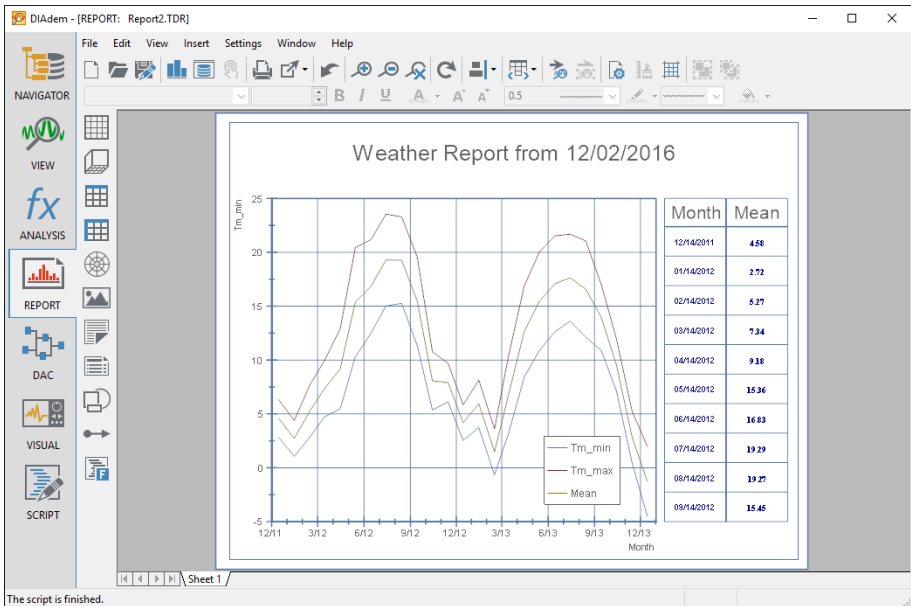 DIAdem - [REPORT: Report2.TDR]
File Edit View Insert Settings Window Help
NAVIGATOR
VIEW
fx
ANALYSIS
REPORT
DAC
VISUAL
SCRIPT
B I U A A A 0.5
F
Weather Report from 12/02/2016
Tm_min
25
20
15
10
5
0
-5
12/11 3/12 6/12 9/12 12/12 3/13 6/13 9/13 12/13
Month
Tm_min
Tm_max
Mean
Month Mean
12/14/2011 4.58
01/14/2012 2.72
02/14/2012 5.27
03/14/2012 7.34
04/14/2012 9.18
05/14/2012 15.36
06/14/2012 16.83
07/14/2012 19.29
08/14/2012 19.27
09/14/2012 15.45
Sheet 1
The script is finished.